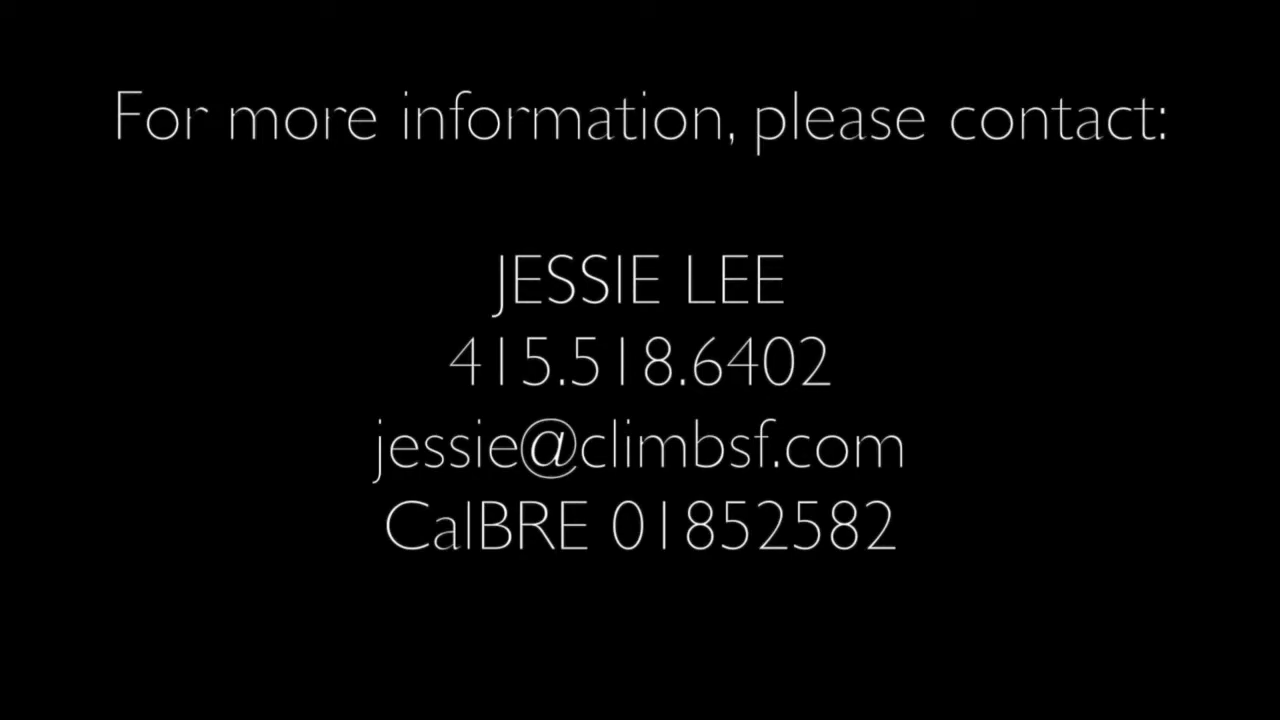 For more information, please contact:
JESSIE LEE
415.518.6402
jessie@climbsf.com
CalBRE 01852582